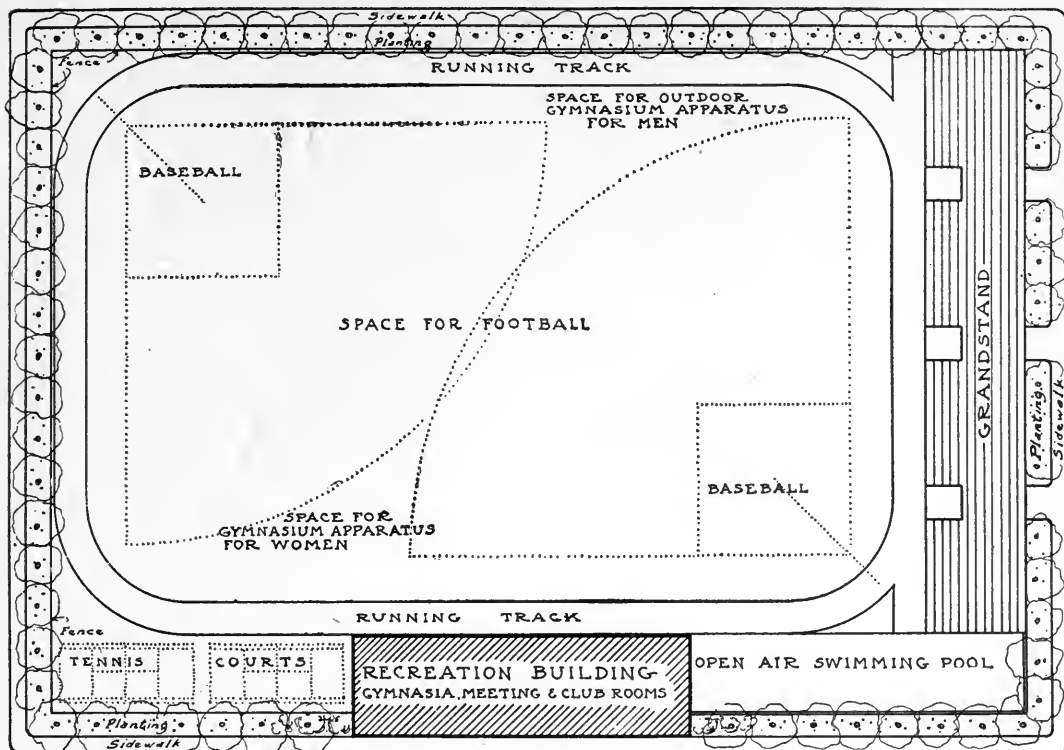 Sidewalk
Planting
Fence
RUNNING TRACK
SPACE FOR OUTDOOR
GYMNASIUM APPARATUS
FOR MEN
BASEBALL
SPACE FOR FOOTBALL
GRANDSTAND
Planting
Sidewalk
BASEBALL
SPACE FOR
GYMNASIUM APPARATUS
FOR WOMEN
RUNNING TRACK
Fence
TENNIS COURTS
RECREATION BUILDING
GYMNASIA, MEETING & CLUB ROOMS
OPEN AIR SWIMMING POOL
Planting
Sidewalk